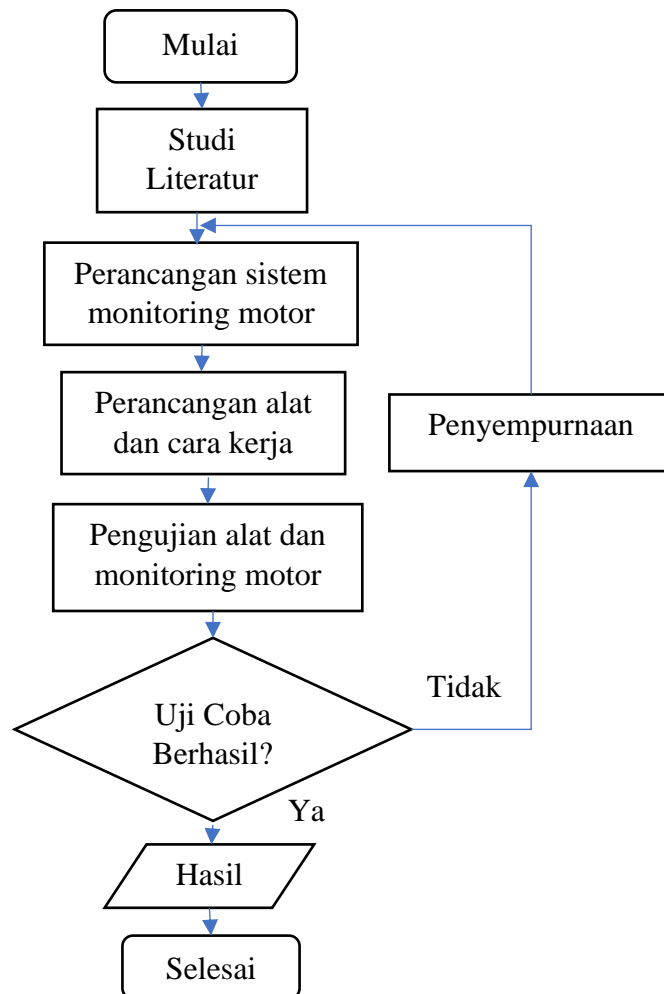 Mulai
Studi
Literatur
Perancangan sistem
monitoring motor
Perancangan alat
dan cara kerja
Penyempurnaan
Pengujian alat dan
monitoring motor
Tidak
Uji Coba
Berhasil?
Ya
Hasil
Selesai